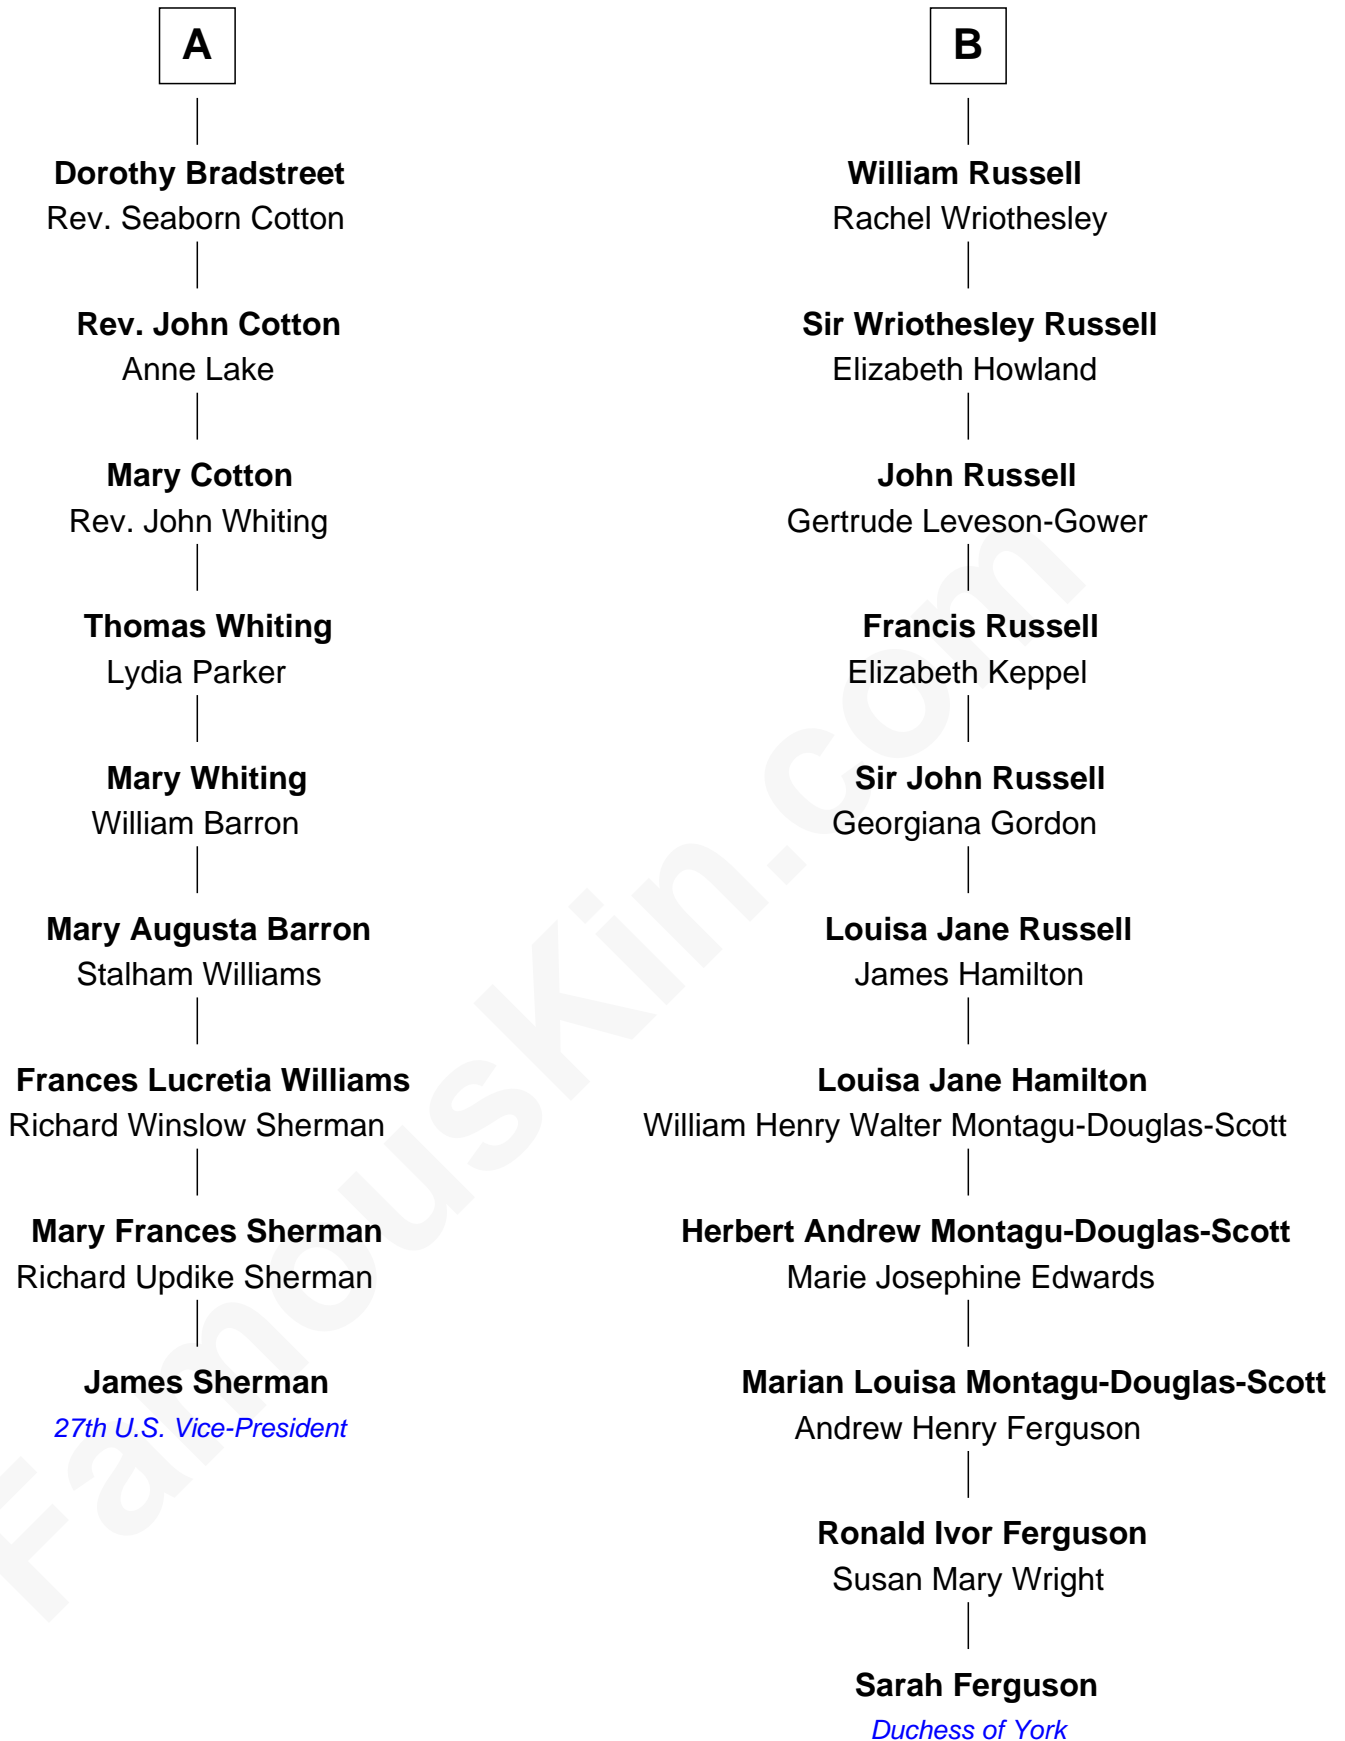 A
Dorothy Bradstreet
Rev. Seaborn Cotton
Rev. John Cotton
Anne Lake
Mary Cotton
Rev. John Whiting
Thomas Whiting
Lydia Parker
Mary Whiting
William Barron
Mary Augusta Barron
Stalham Williams
Frances Lucretia Williams
Richard Winslow Sherman
Mary Frances Sherman
Richard Updike Sherman
James Sherman
27th U.S. Vice-President
B
William Russell
Rachel Wriothesley
Sir Wriothesley Russell
Elizabeth Howland
John Russell
Gertrude Leveson-Gower
Francis Russell
Elizabeth Keppel
Sir John Russell
Georgiana Gordon
Louisa Jane Russell
James Hamilton
Louisa Jane Hamilton
William Henry Walter Montagu-Douglas-Scott
Herbert Andrew Montagu-Douglas-Scott
Marie Josephine Edwards
Marian Louisa Montagu-Douglas-Scott
Andrew Henry Ferguson
Ronald Ivor Ferguson
Susan Mary Wright
Sarah Ferguson
Duchess of York
FamousKin.com